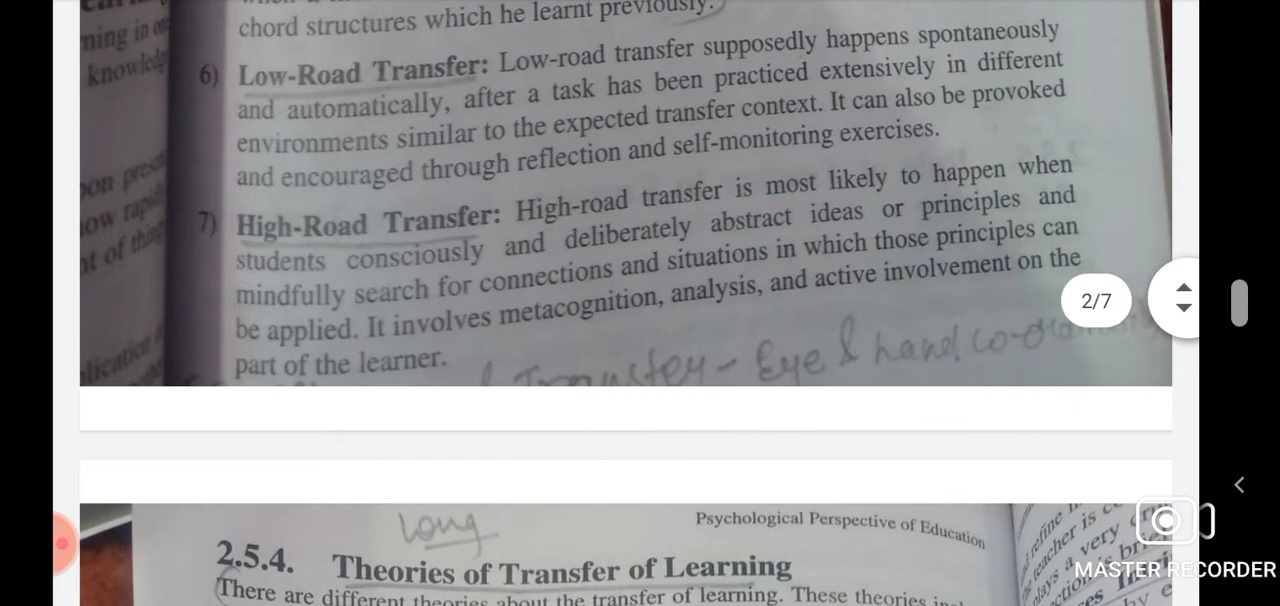 ning in
knowledg
chord structures which he learnt previously.
6) Low-Road Transfer: Low-road transfer supposedly happens spontaneously
and automatically, after a task has been practiced extensively in different
environments similar to the expected transfer context. It can also be provoked
and encouraged through reflection and self-monitoring exercises.
7) High-Road Transfer: High-road transfer is most likely to happen when
students consciously and deliberately abstract ideas or principles and
mindfully search for connections and situations in which those principles can
be applied. It involves metacognition, analysis, and active involvement on the
part of the learner.
Transfer - Eye & hand
2/7
Long
Psychological Perspective of Education
2.5.4. Theories of Transfer of Learning
There are different theories about the transfer of learning. These theories
MASTER RECORDER